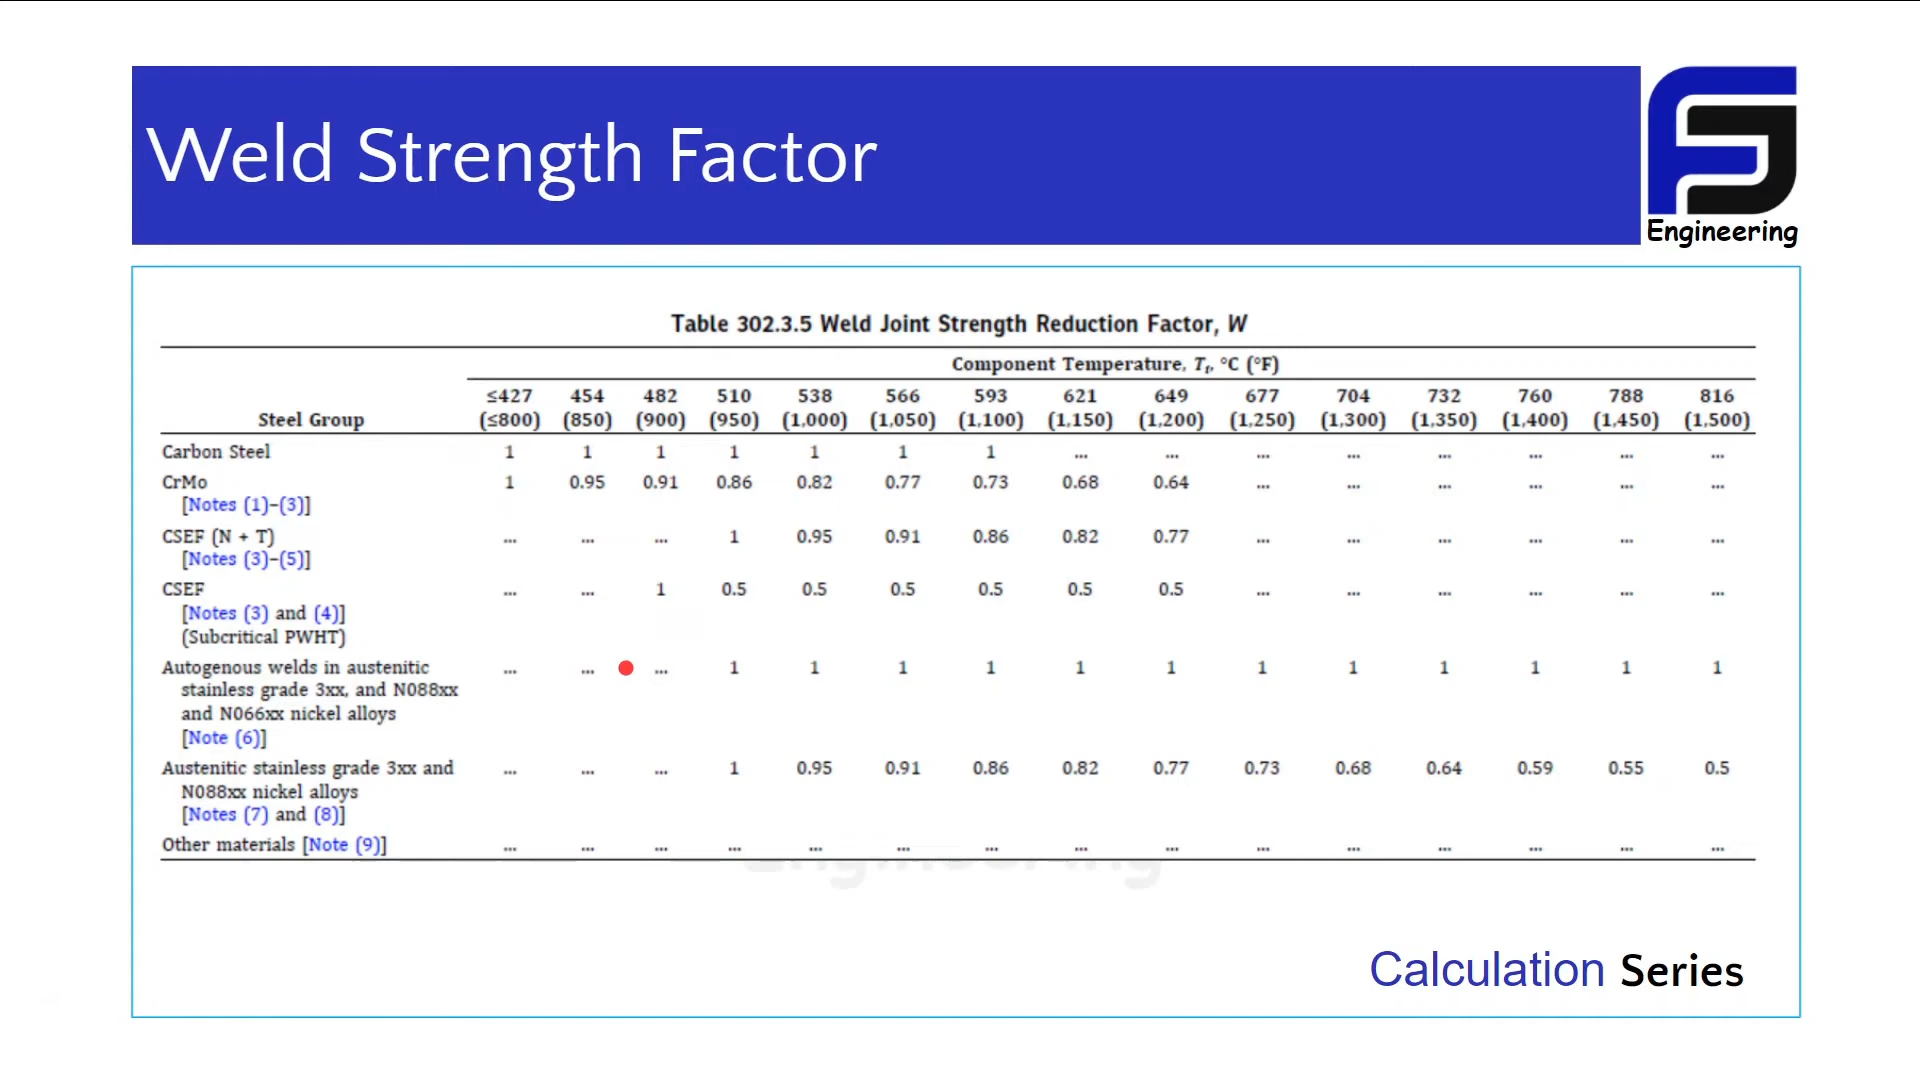 Weld Strength Factor
Engineering
Table 302.3.5 Weld Joint Strength Reduction Factor, W
Component Temperature, Tᵢ, °C (°F)
≤427 454 482 510 538 566 593 621 649 677 704 732 760 788 816
Steel Group (≤800) (850) (900) (950) (1,000) (1,050) (1,100) (1,150) (1,200) (1,250) (1,300) (1,350) (1,400) (1,450) (1,500)
Carbon Steel 1 1 1 1 1 1 1 ... ... ... ... ... ... ... ...
CrMo 1 0.95 0.91 0.86 0.82 0.77 0.73 0.68 0.64 ... ... ... ... ... ...
[Notes (1)–(3)]
CSEF (N + T) ... ... ... 1 0.95 0.91 0.86 0.82 0.77 ... ... ... ... ... ...
[Notes (3)–(5)]
CSEF ... ... 1 0.5 0.5 0.5 0.5 0.5 0.5 ... ... ... ... ... ...
[Notes (3) and (4)]
(Subcritical PWHT)
Autogenous welds in austenitic ... ... ... 1 1 1 1 1 1 1 1 1 1 1 1
stainless grade 3xx, and N088xx
and N066xx nickel alloys
[Note (6)]
Austenitic stainless grade 3xx and ... ... ... 1 0.95 0.91 0.86 0.82 0.77 0.73 0.68 0.64 0.59 0.55 0.5
N088xx nickel alloys
[Notes (7) and (8)]
Other materials [Note (9)] ... ... ... ... ... ... ... ... ... ... ... ... ... ... ...
Engineering
Calculation Series